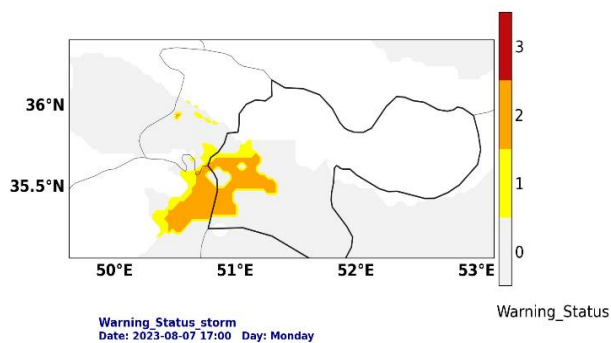 3
36°N
2
35.5°N
1
0
50°E 51°E 52°E 53°E
Warning_Status
Warning_Status_storm
Date: 2023-08-07 17:00 Day: Monday